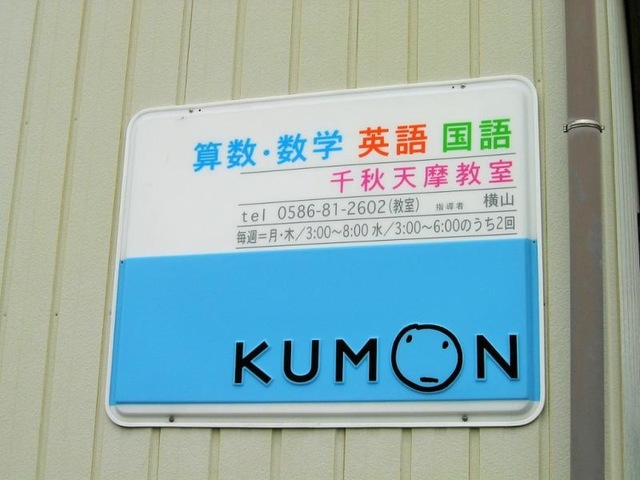 算数・数学 英語 国語
千秋天摩教室
tel 0586-81-2602(教室) 指導者 横山
毎週=月・木/3:00~8:00 水/3:00~6:00のうち2回
KUMON